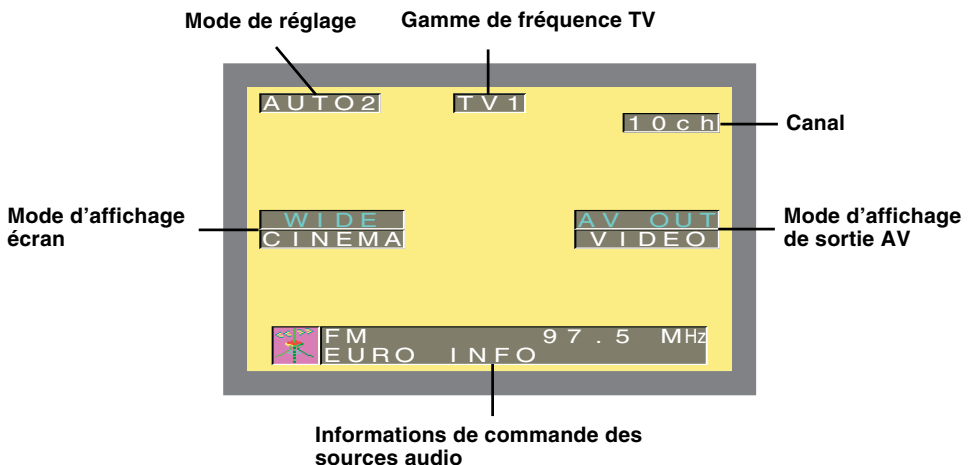 Mode de réglage
Gamme de fréquence TV
AUTO2
TV1
10ch
Canal
Mode d'affichage
écran
WIDE
CINEMA
AV OUT
VIDEO
Mode d'affichage
de sortie AV
FM 97.5 MHz
EURO INFO
Informations de commande des
sources audio